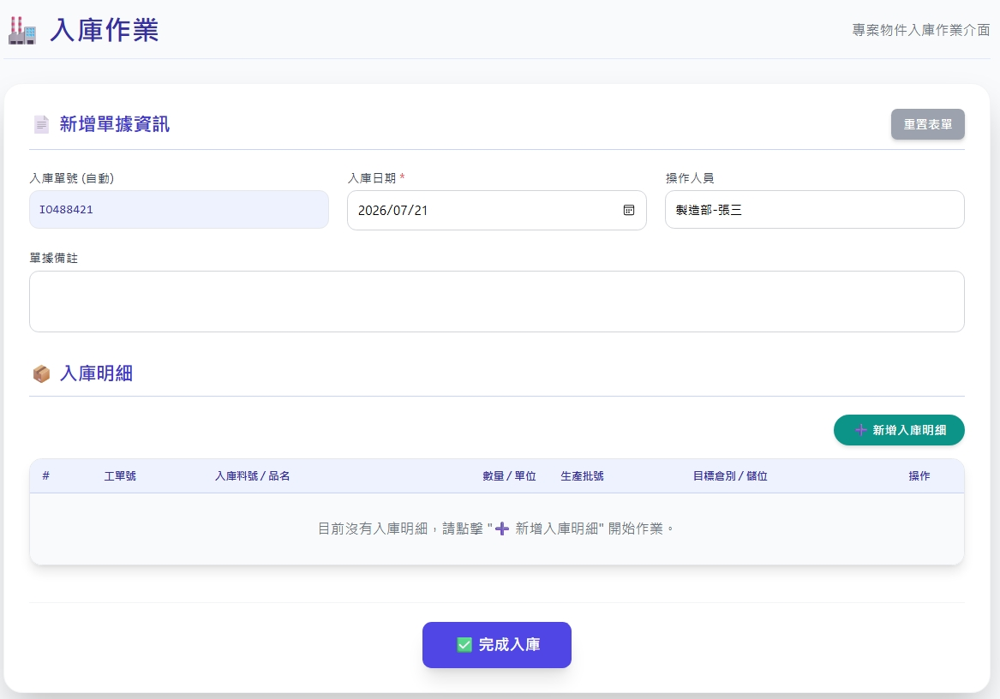 入庫作業
專案物件入庫作業介面
新增單據資訊
重置表單
入庫單號 (自動)
入庫日期 *
操作人員
IO488421
2026/07/21
製造部-張三
單據備註
入庫明細
➕ 新增入庫明細
# 工單號 入庫料號 / 品名 數量 / 單位 生產批號 目標倉別 / 儲位 操作
目前沒有入庫明細，請點擊 "➕ 新增入庫明細" 開始作業。
✅ 完成入庫